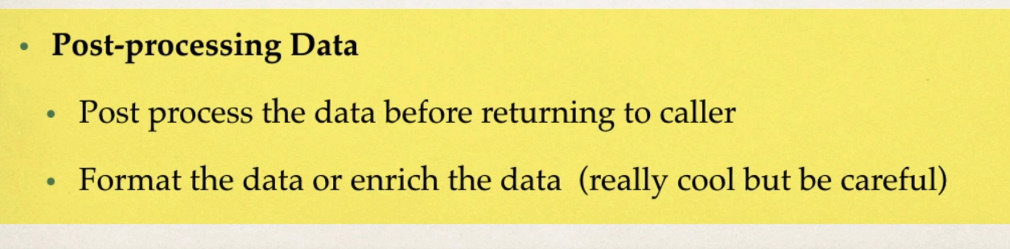 • Post-processing Data
• Post process the data before returning to caller
• Format the data or enrich the data (really cool but be careful)